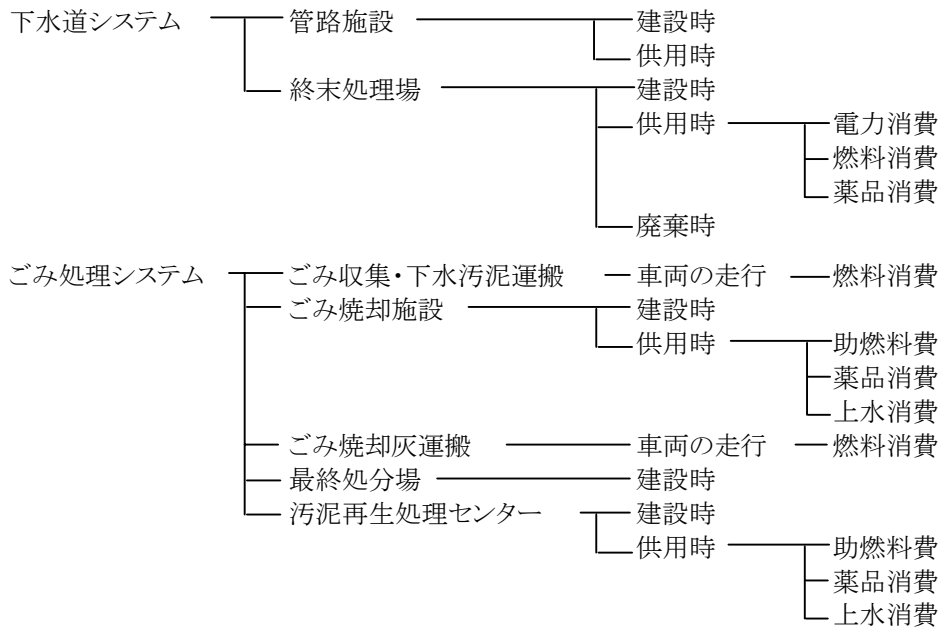 下水道システム 管路施設 建設時
供用時
終末処理場 建設時
供用時 電力消費
燃料消費
薬品消費
廃棄時
ごみ処理システム ごみ収集・下水汚泥運搬 車両の走行 燃料消費
ごみ焼却施設 建設時
供用時 助燃料費
薬品消費
上水消費
ごみ焼却灰運搬 車両の走行 燃料消費
最終処分場 建設時
汚泥再生処理センター 建設時
供用時 助燃料費
薬品消費
上水消費